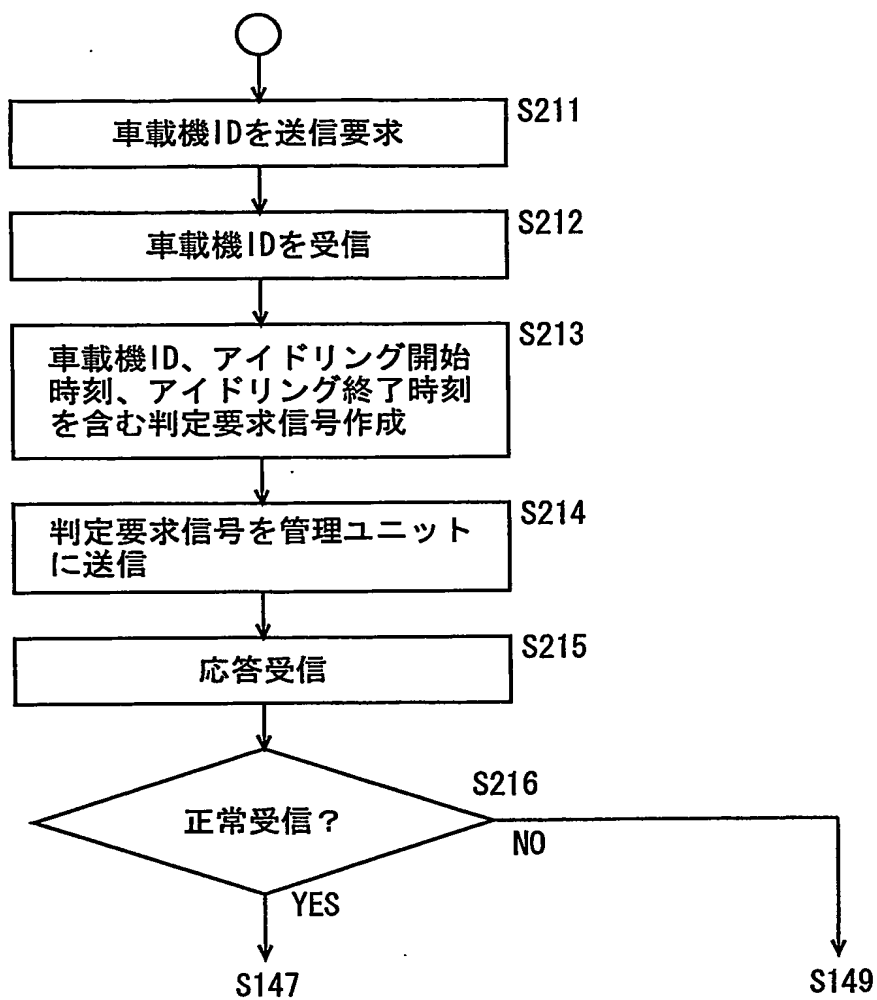 車載機IDを送信要求
S211
車載機IDを受信
S212
車載機ID、アイドリング開始
時刻、アイドリング終了時刻
を含む判定要求信号作成
S213
判定要求信号を管理ユニット
に送信
S214
応答受信
S215
正常受信？
S216
NO
YES
S147
S149